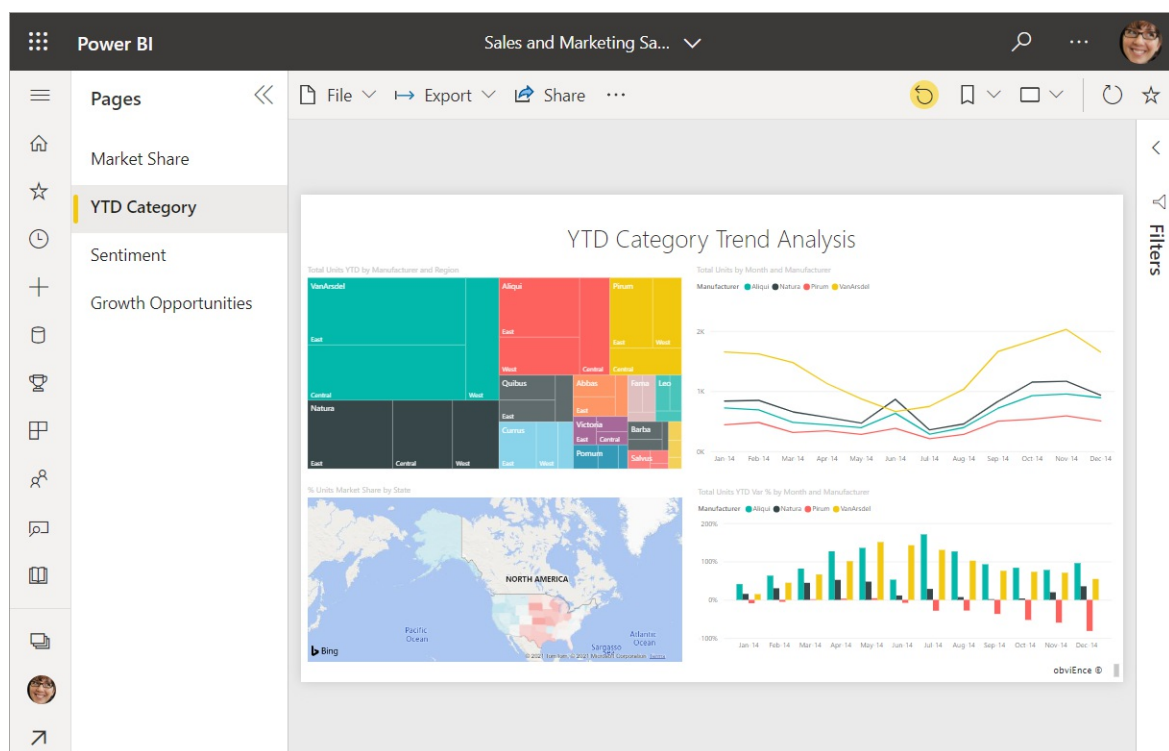 Power BI
Sales and Marketing Sa...
Pages
File
Export
Share
...
Market Share
YTD Category
Sentiment
Growth Opportunities
Filters
YTD Category Trend Analysis
Total Units YTD by Manufacturer and Region
VanArsdel
East
Central
West
Natura
East
Central
West
Aliqui
East
West
Central
Pirum
East
West
Central
Quibus
East
Currus
East
West
Abbas
East
Victoria
East
Central
Pomum
Fama
Leo
Barba
Salvus
Total Units by Month and Manufacturer
Manufacturer Aliqui Natura Pirum VanArsdel
2K
1K
0K
Jan-14 Feb-14 Mar-14 Apr-14 May-14 Jun-14 Jul-14 Aug-14 Sep-14 Oct-14 Nov-14 Dec-14
% Units Market Share by State
NORTH AMERICA
Pacific
Ocean
Atlantic
Ocean
Sargasso
Sea
Bing
© 2021 Microsoft Corporation Terms
Total Units YTD Var % by Month and Manufacturer
Manufacturer Aliqui Natura Pirum VanArsdel
200%
100%
0%
100%
Jan-14 Feb-14 Mar-14 Apr-14 May-14 Jun-14 Jul-14 Aug-14 Sep-14 Oct-14 Nov-14 Dec-14
obviEnce ©